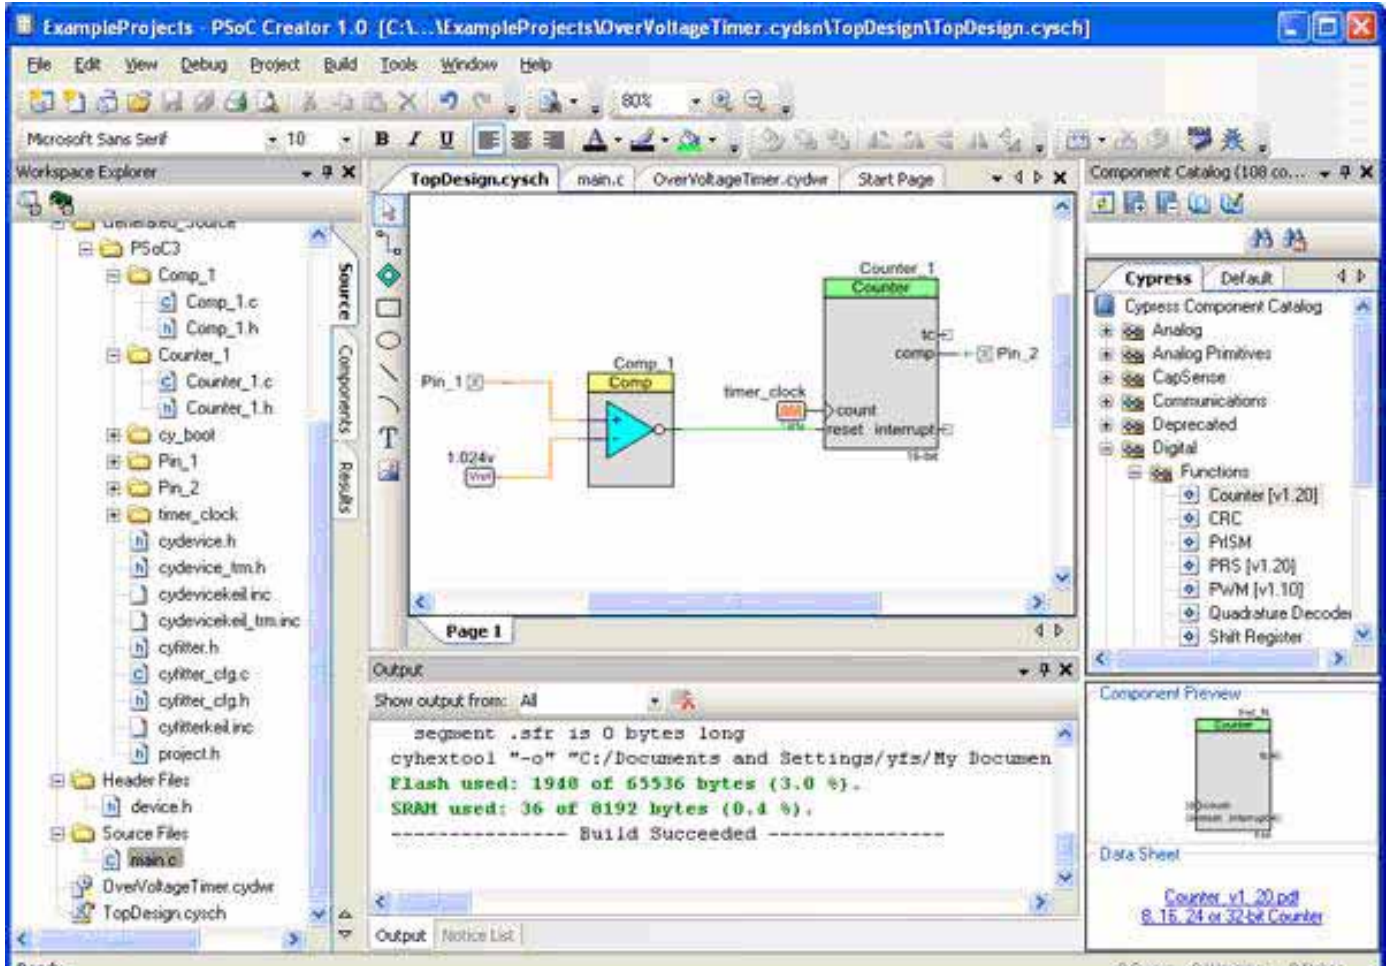 ExampleProjects - PSoC Creator 1.0 [C:\...\ExampleProjects\OverVoltageTimer.cydsn\TopDesign\TopDesign.cysch]
File Edit View Debug Project Build Tools Window Help
80%
Microsoft Sans Serif 10 B I U
Workspace Explorer
Generated_Source
PSoC3
Comp_1
Comp_1.c
Comp_1.h
Counter_1
Counter_1.c
Counter_1.h
cy_boot
Pin_1
Pin_2
timer_clock
cydevice.h
cydevice_trm.h
cydevicekeil.inc
cydevicekeil_trm.inc
cyfitter.h
cyfitter_cfg.c
cyfitter_cfg.h
cyfitterkeil.inc
project.h
Header Files
device.h
Source Files
main.c
OverVoltageTimer.cydwr
TopDesign.cysch
Source
Components
Results
TopDesign.cysch main.c OverVoltageTimer.cydwr Start Page
Counter_1
Counter
tc
comp
Pin_2
Comp_1
Comp
Pin_1
timer_clock
count
reset interrupt
16-bit
1.024v
Vref
Page 1
Output
Show output from: All
segment .sfr is 0 bytes long
cyhextool "-o" "C:/Documents and Settings/yfs/My Documen
Flash used: 1940 of 65536 bytes (3.0 %).
SRAM used: 36 of 8192 bytes (0.4 %).
--------------- Build Succeeded ---------------
Output Notice List
Component Catalog (108 co...
Cypress Default
Cypress Component Catalog
Analog
Analog Primitives
CapSense
Communications
Deprecated
Digital
Functions
Counter [v1.20]
CRC
PrISM
PRS [v1.20]
PWM [v1.10]
Quadrature Decoder
Shift Register
Component Preview
Counter
count
reset interrupt
Data Sheet
Counter_v1_20.pdf
8, 16, 24 or 32-bit Counter